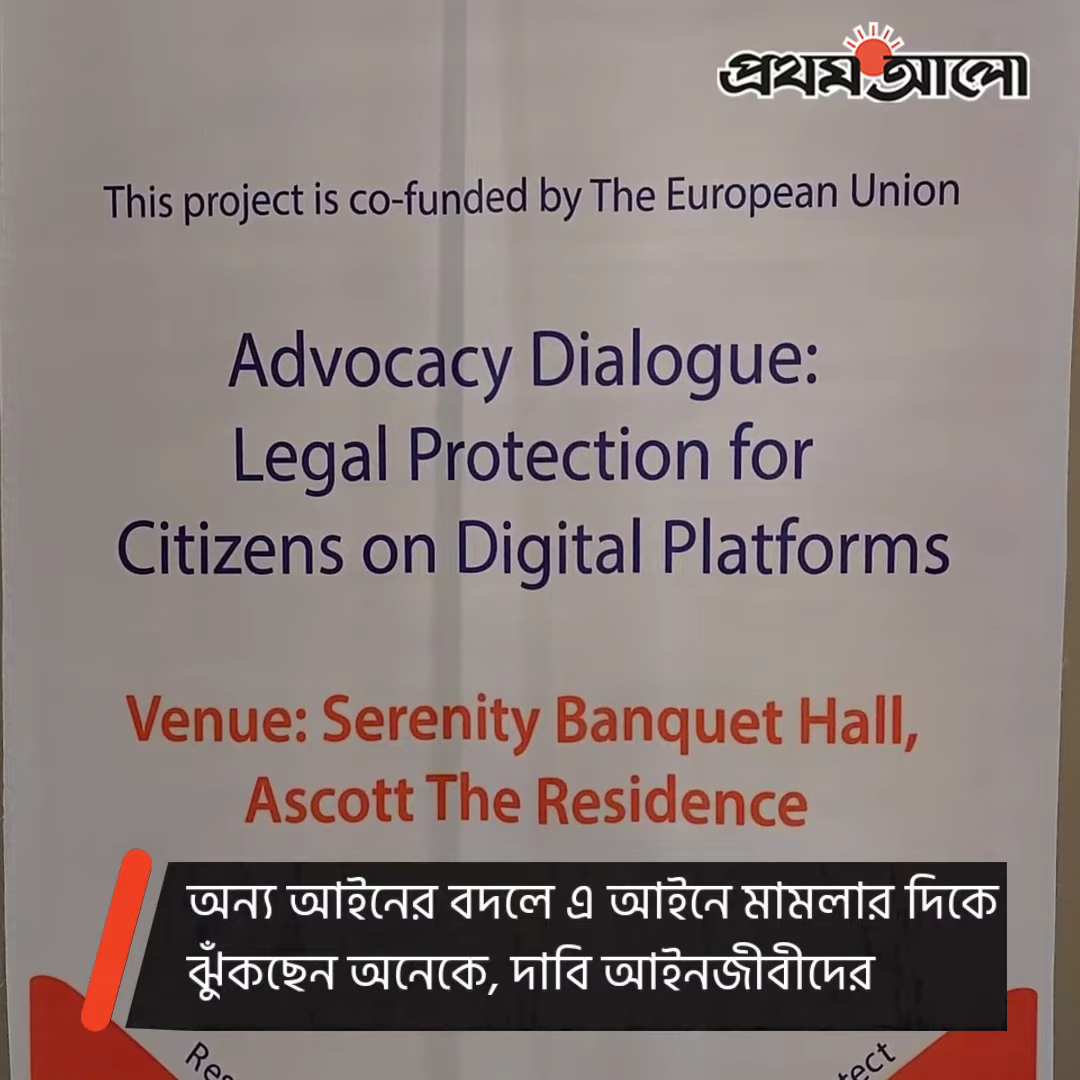 প্রথম আলো
This project is co-funded by The European Union
Advocacy Dialogue:
Legal Protection for
Citizens on Digital Platforms
Venue: Serenity Banquet Hall,
Ascott The Residence
অন্য আইনের বদলে এ আইনে মামলার দিকে
ঝুঁকছেন অনেকে, দাবি আইনজীবীদের